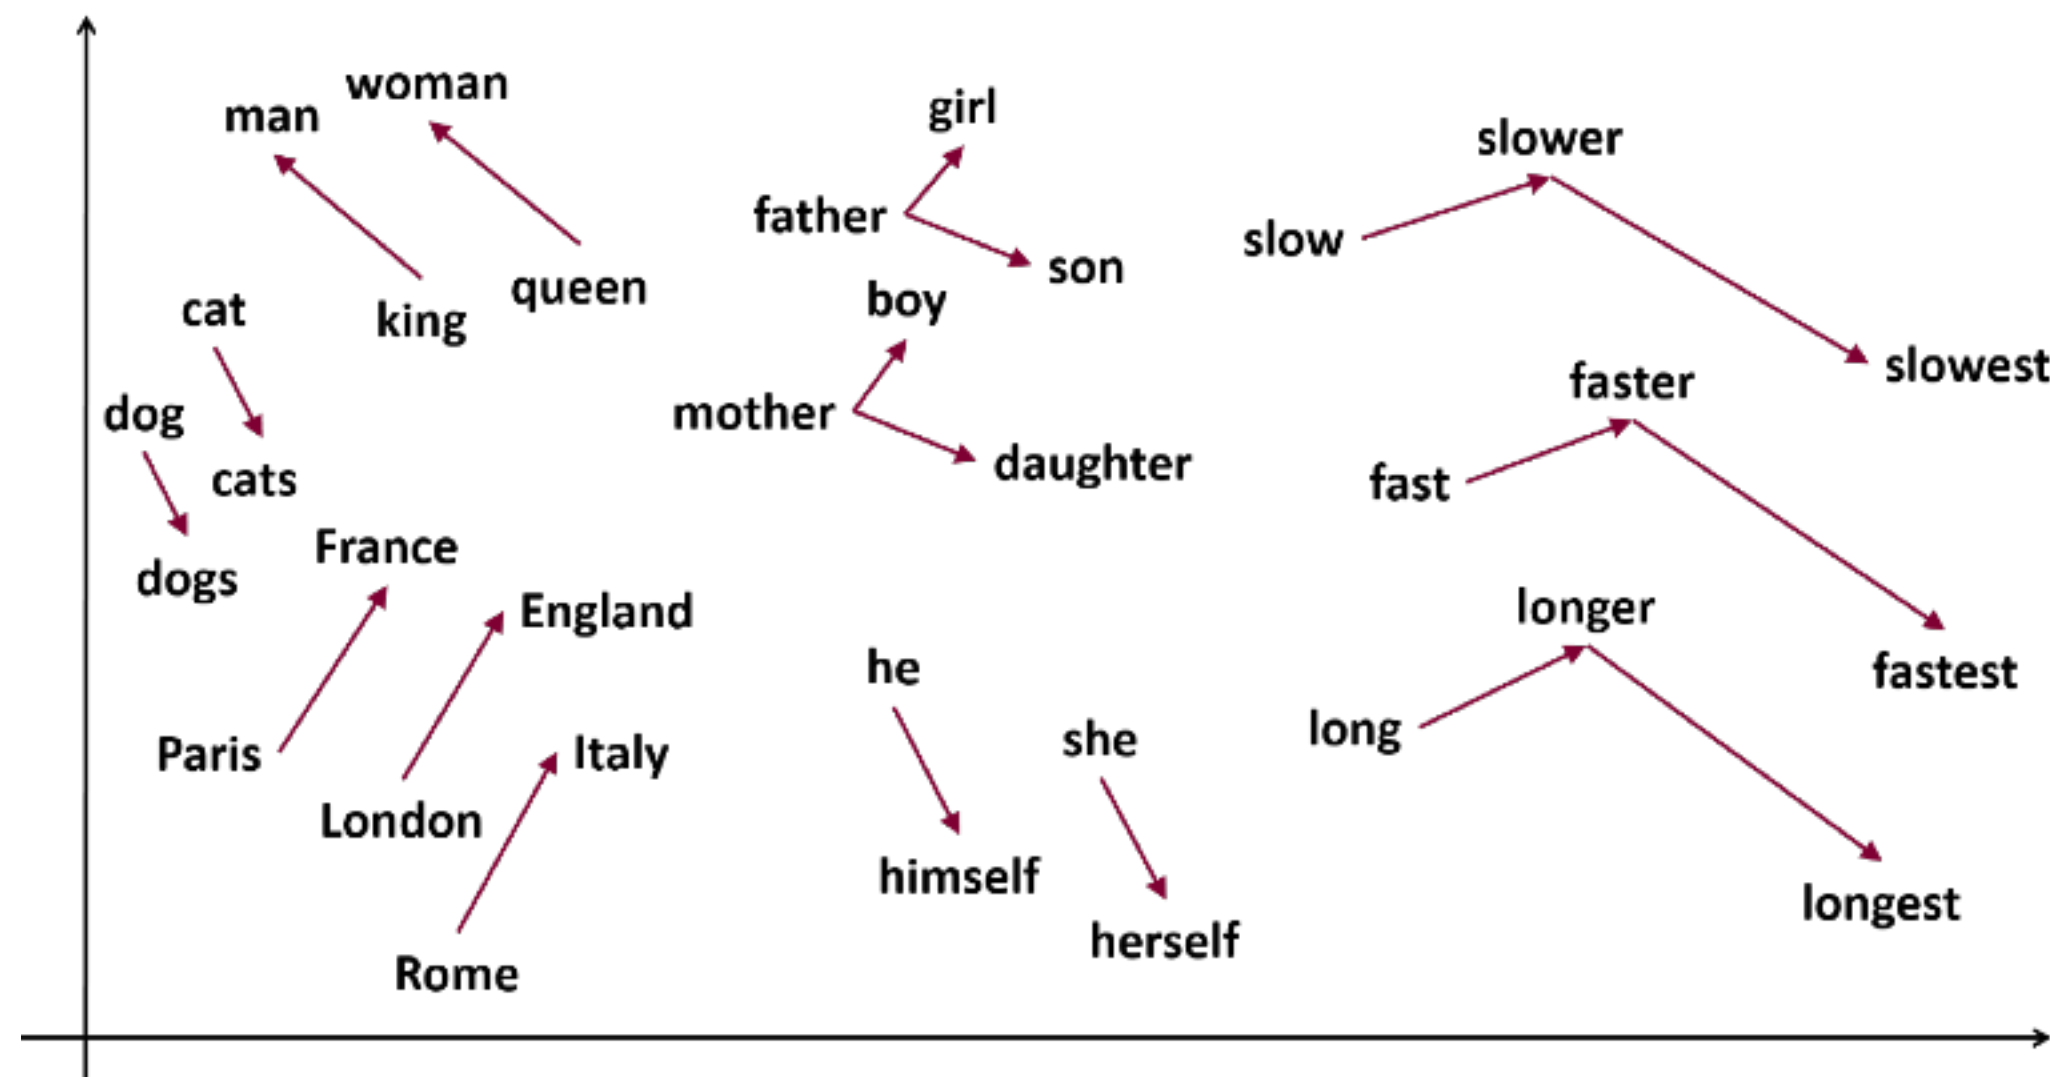 man
woman
king
queen
cat
cats
dog
dogs
France
England
Paris
London
Italy
Rome
girl
father
son
boy
mother
daughter
he
himself
she
herself
slower
slow
slowest
faster
fast
fastest
longer
long
longest